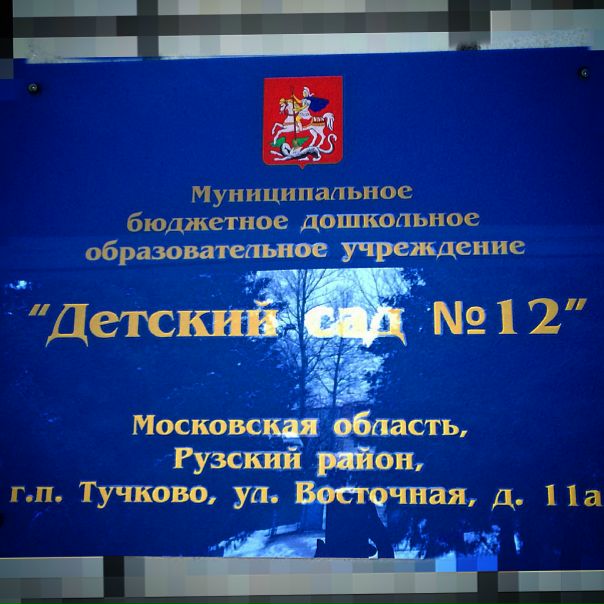 Муниципальное
бюджетное дошкольное
образовательное учреждение
"Детский сад №12"
Московская область,
Рузский район,
г.п. Тучково, ул. Восточная, д. 11а